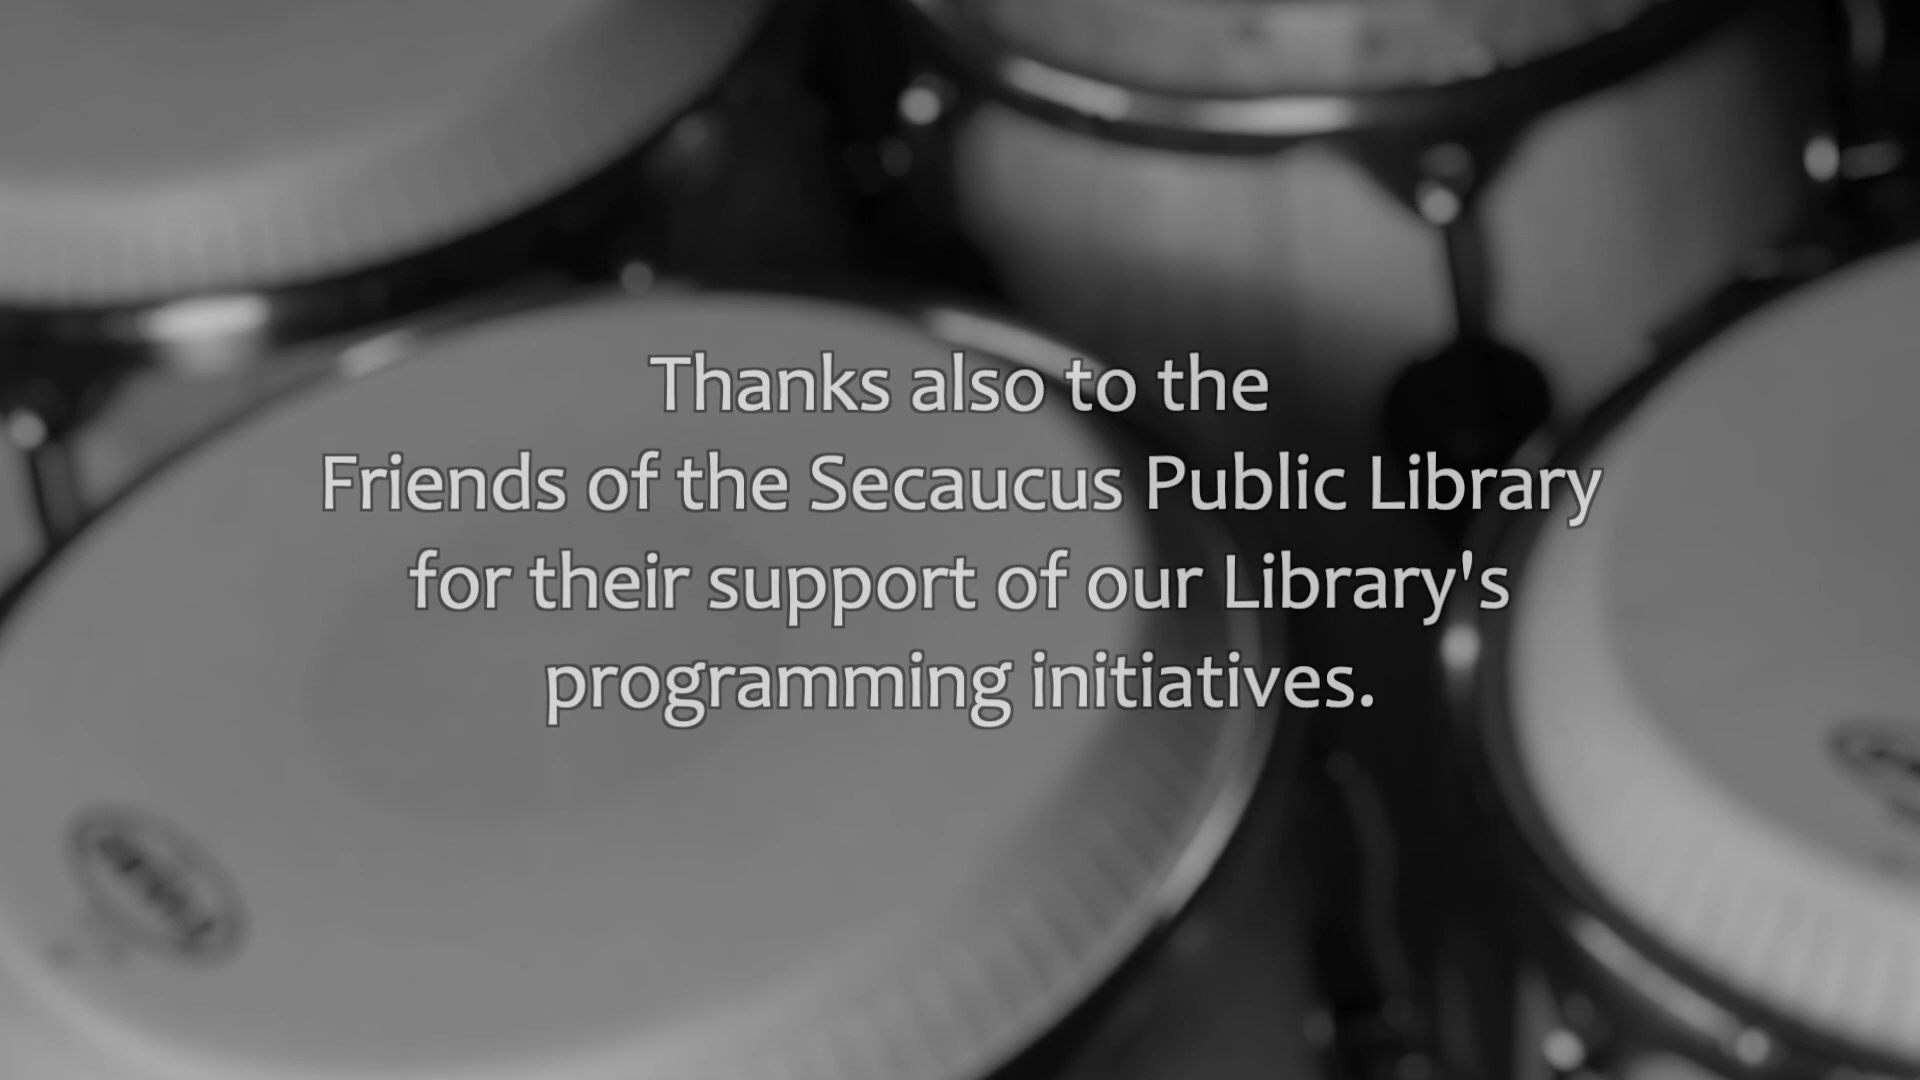 Thanks also to the
Friends of the Secaucus Public Library
for their support of our Library's
programming initiatives.